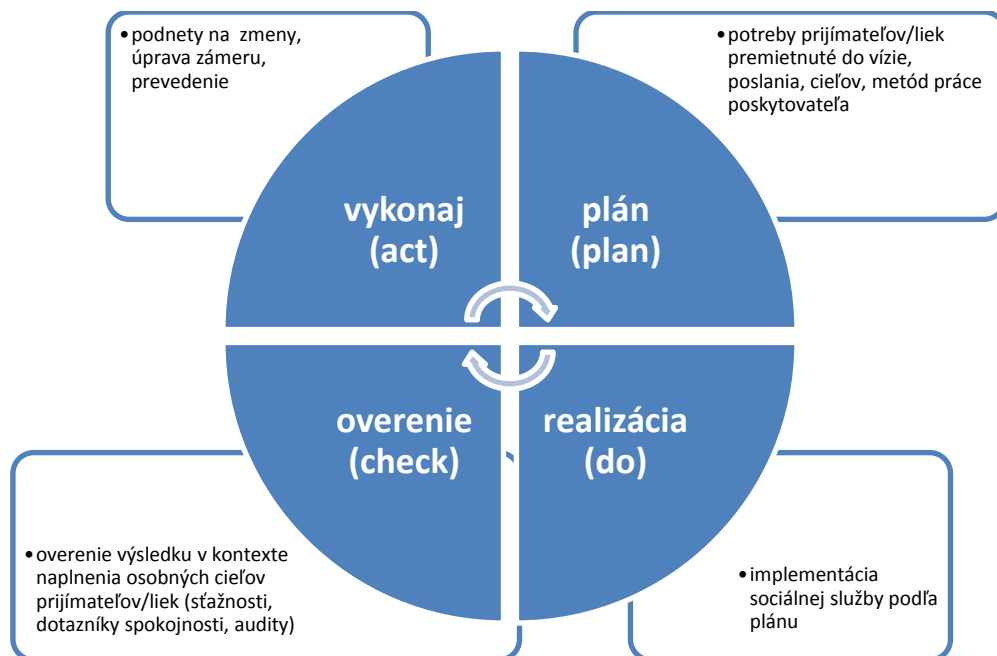 •podnety na zmeny,
úprava zámeru,
prevedenie
•potreby prijímateľov/liek
premietnuté do vízie,
poslania, cieľov, metód práce
poskytovateľa
vykonaj
(act)
plán
(plan)
overenie
(check)
realizácia
(do)
•overenie výsledku v kontexte
naplnenia osobných cieľov
prijímateľov/liek (sťažnosti,
dotazníky spokojnosti, audity)
•implementácia
sociálnej služby podľa
plánu